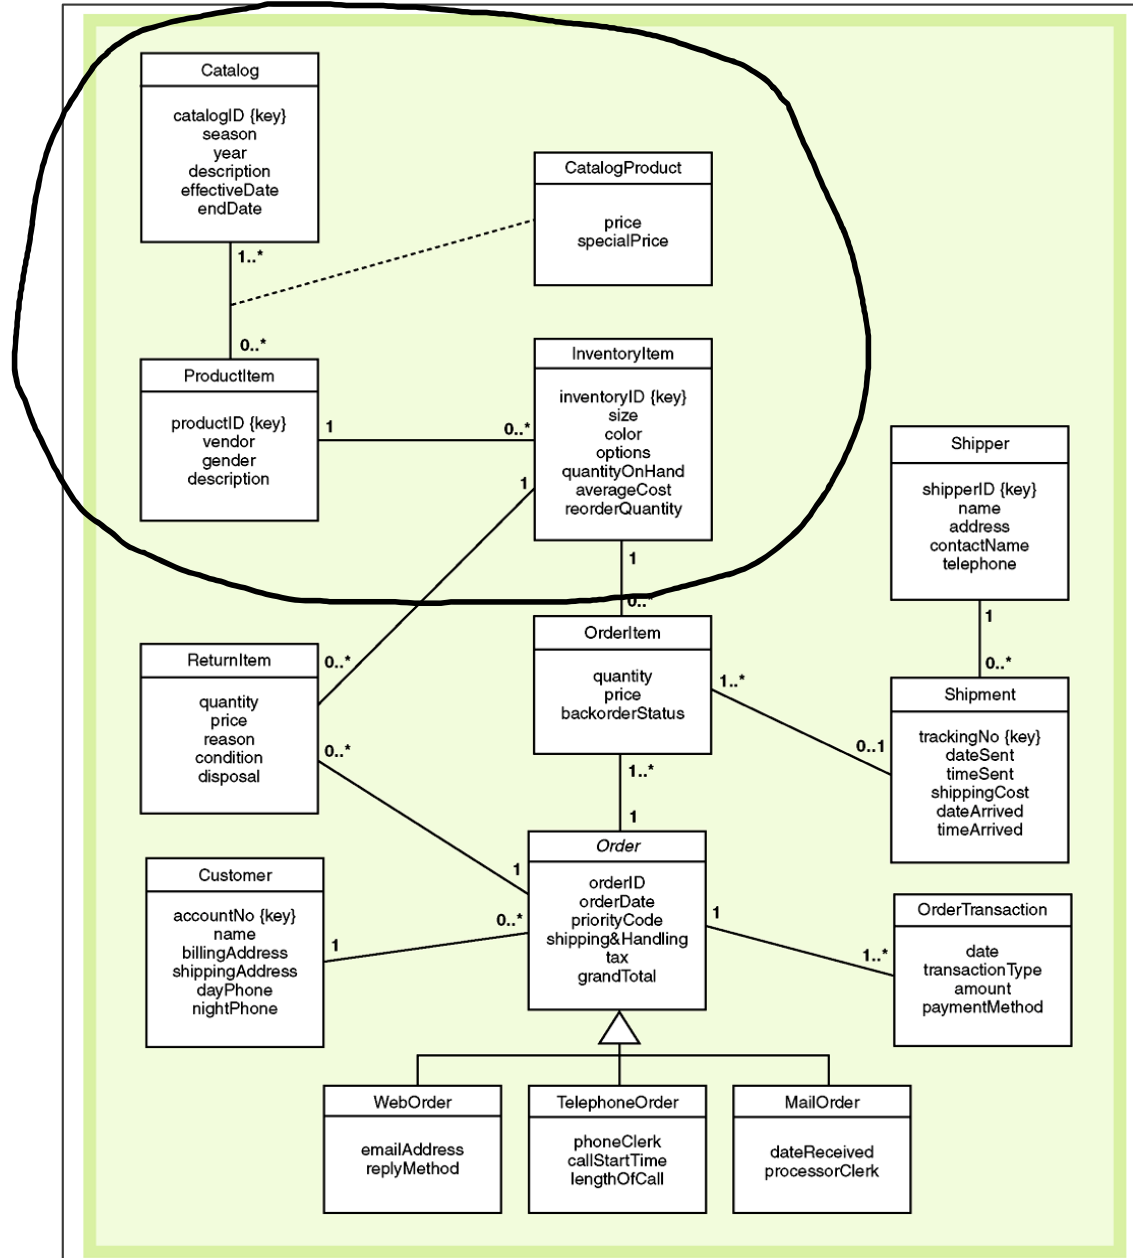 Catalog
catalogID {key}
season
year
description
effectiveDate
endDate
1..*
0..*
CatalogProduct
price
specialPrice
ProductItem
productID {key}
vendor
gender
description
1
0..*
InventoryItem
inventoryID {key}
size
color
options
quantityOnHand
averageCost
reorderQuantity
1
1
0..*
Shipper
shipperID {key}
name
address
contactName
telephone
1
0..*
ReturnItem
quantity
price
reason
condition
disposal
0..*
0..*
OrderItem
quantity
price
backorderStatus
1..*
0..1
1..*
1
Shipment
trackingNo {key}
dateSent
timeSent
shippingCost
dateArrived
timeArrived
Customer
accountNo {key}
name
billingAddress
shippingAddress
dayPhone
nightPhone
1
0..*
1
Order
orderID
orderDate
priorityCode
shipping&Handling
tax
grandTotal
1
1..*
OrderTransaction
date
transactionType
amount
paymentMethod
WebOrder
emailAddress
replyMethod
TelephoneOrder
phoneClerk
callStartTime
lengthOfCall
MailOrder
dateReceived
processorClerk